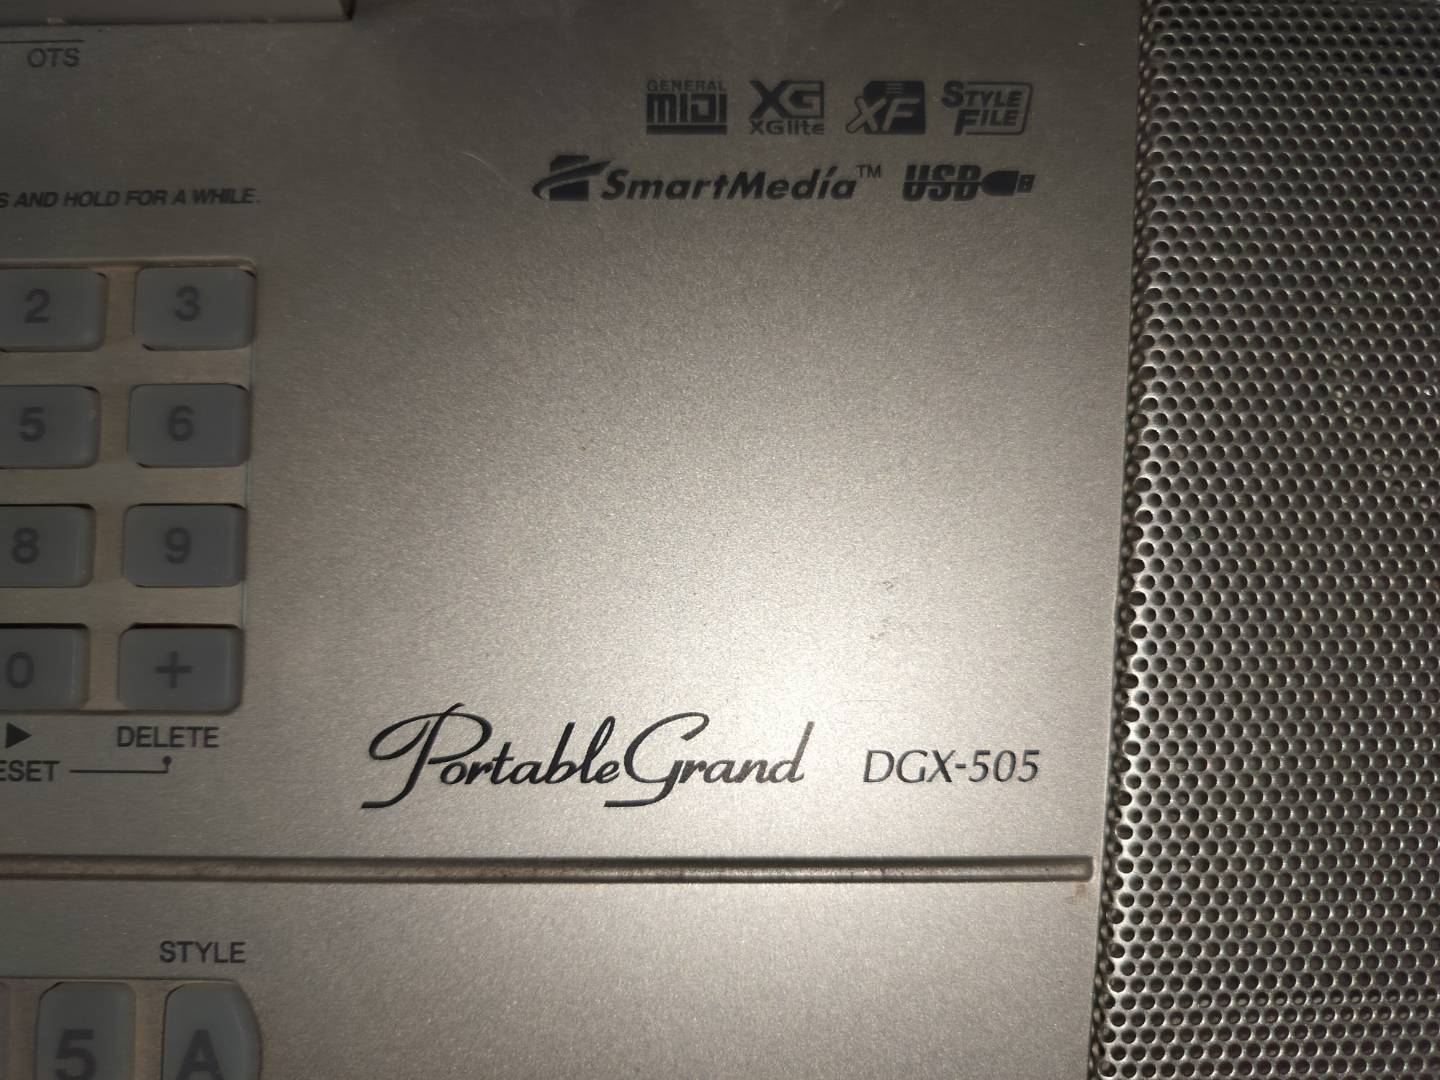 OTS
GENERAL MIDI XG XGlite XF STYLE FILE
SmartMedia™ USB
AND HOLD FOR A WHILE.
2 3
5 6
8 9
0 +
DELETE
PortableGrand DGX-505
STYLE
5 A